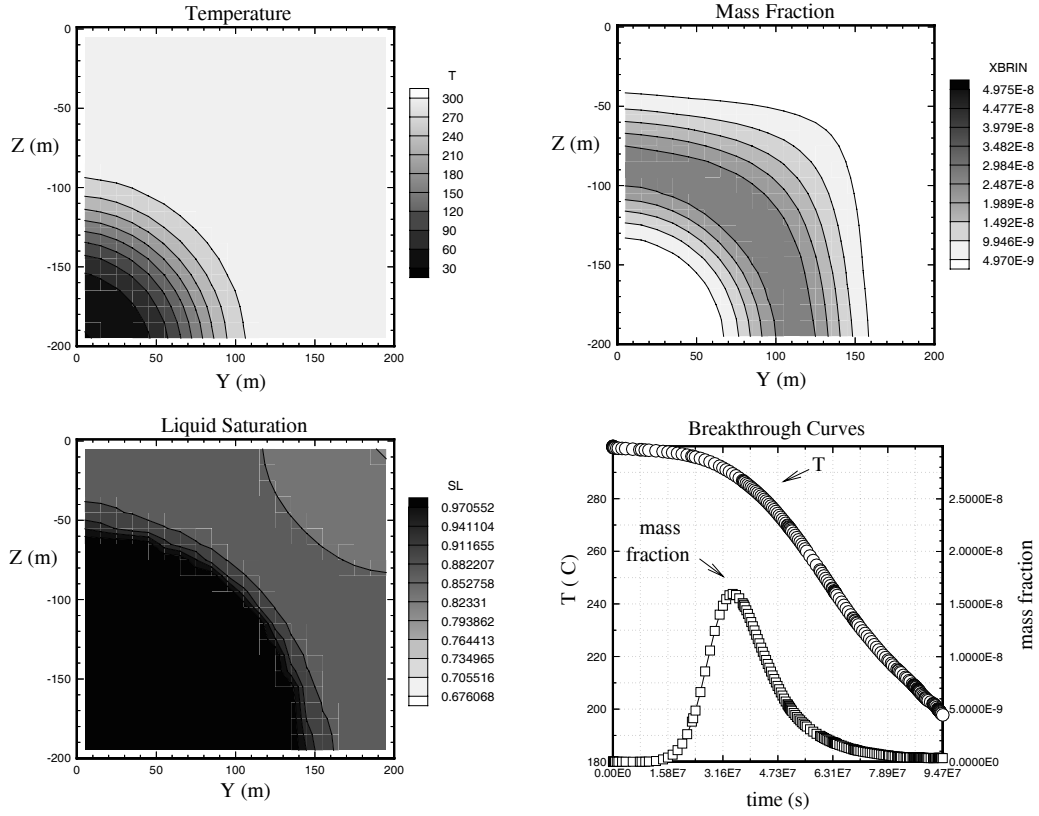 Temperature
0
-50
-100
-150
-200
Z (m)
0
50
100
150
200
Y (m)
T
300
270
240
210
180
150
120
90
60
30
Mass Fraction
0
-50
-100
-150
-200
Z (m)
0
50
100
150
200
Y (m)
XBRIN
4.975E-8
4.477E-8
3.979E-8
3.482E-8
2.984E-8
2.487E-8
1.989E-8
1.492E-8
9.946E-9
4.970E-9
Liquid Saturation
0
-50
-100
-150
-200
Z (m)
0
50
100
150
200
Y (m)
SL
0.970552
0.941104
0.911655
0.882207
0.852758
0.82331
0.793862
0.764413
0.734965
0.705516
0.676068
Breakthrough Curves
T
mass
fraction
280
260
240
220
200
180
T ( C)
2.5000E-8
2.0000E-8
1.5000E-8
1.0000E-8
5.0000E-9
0.0000E0
mass fraction
0.00E0
1.58E7
3.16E7
4.73E7
6.31E7
7.89E7
9.47E7
time (s)